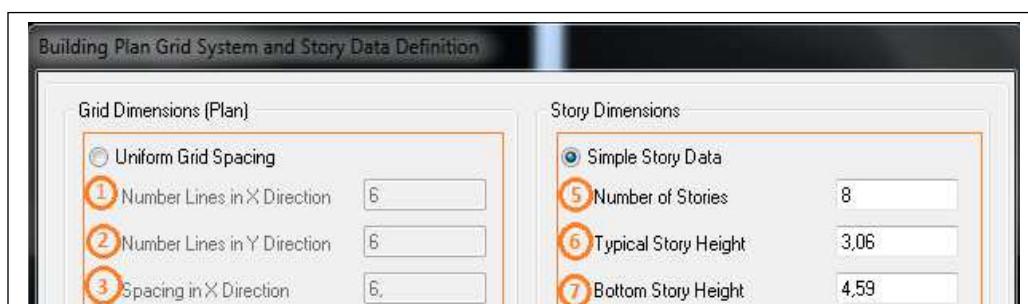 Building Plan Grid System and Story Data Definition
Grid Dimensions (Plan)
Uniform Grid Spacing
1 Number Lines in X Direction 6
2 Number Lines in Y Direction 6
3 Spacing in X Direction 6,
Story Dimensions
Simple Story Data
5 Number of Stories 8
6 Typical Story Height 3,06
7 Bottom Story Height 4,59